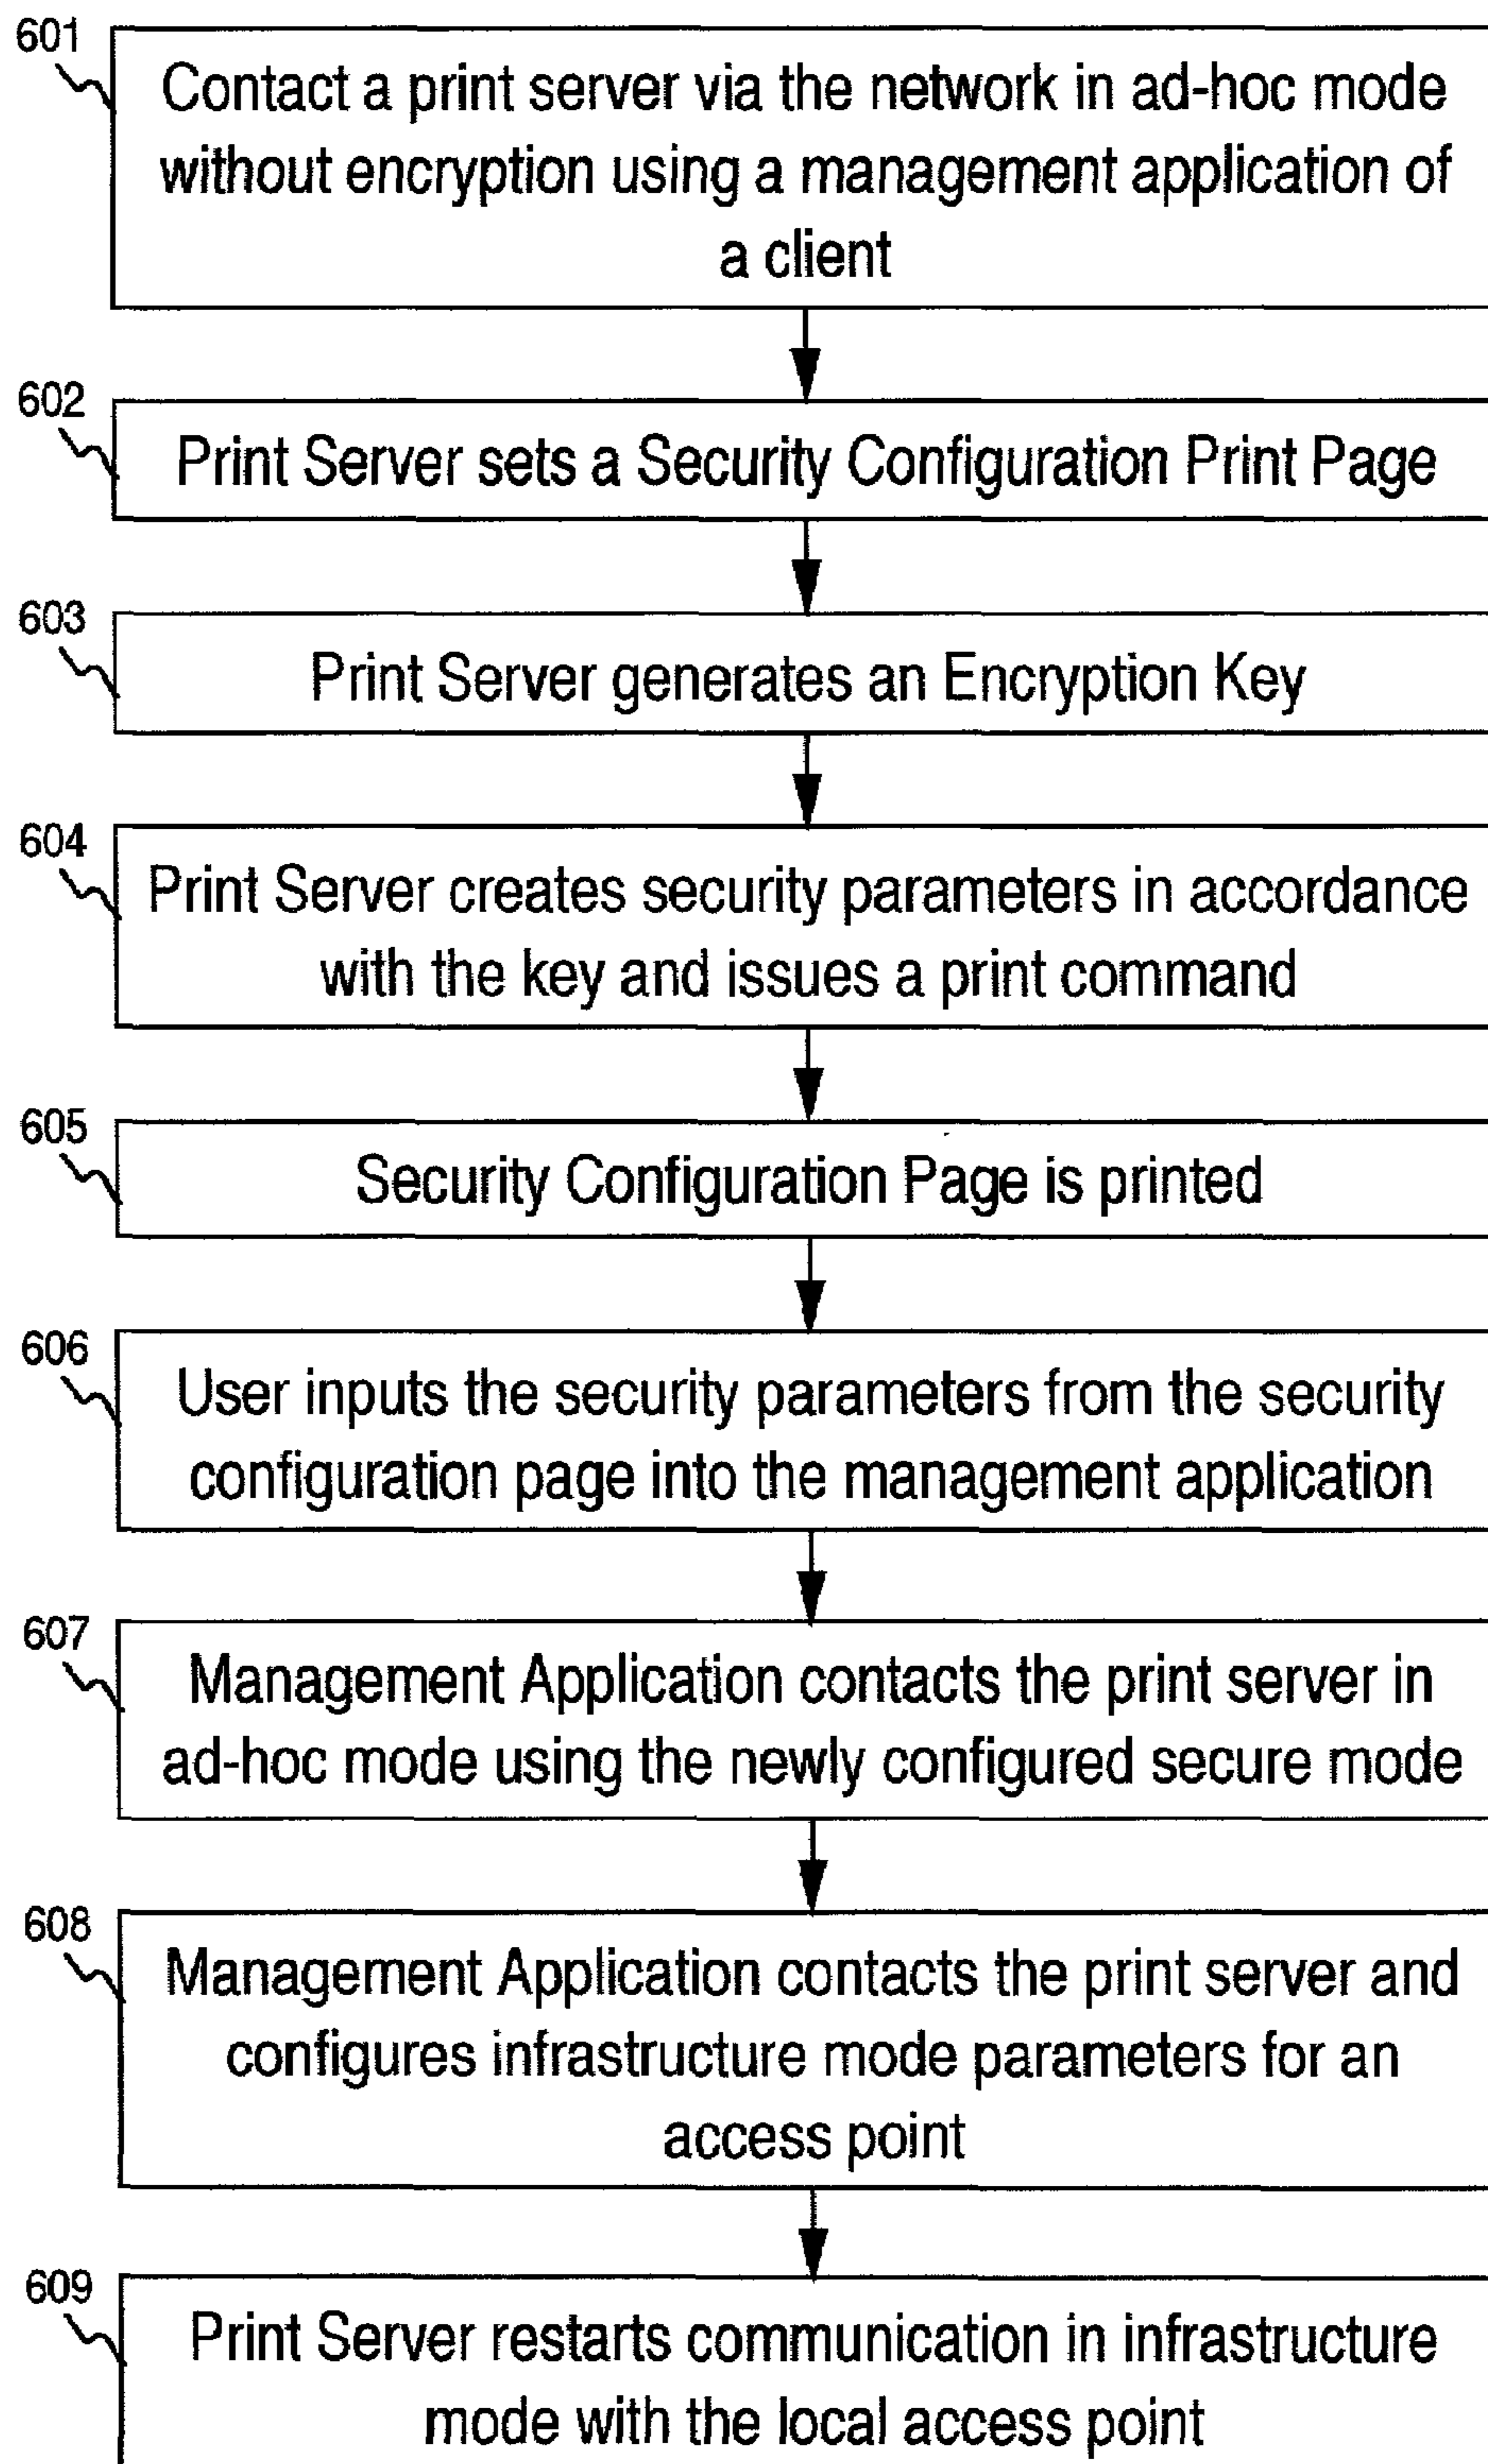 601
Contact a print server via the network in ad-hoc mode
without encryption using a management application of
a client
602
Print Server sets a Security Configuration Print Page
603
Print Server generates an Encryption Key
604
Print Server creates security parameters in accordance
with the key and issues a print command
605
Security Configuration Page is printed
606
User inputs the security parameters from the security
configuration page into the management application
607
Management Application contacts the print server in
ad-hoc mode using the newly configured secure mode
608
Management Application contacts the print server and
configures infrastructure mode parameters for an
access point
609
Print Server restarts communication in infrastructure
mode with the local access point